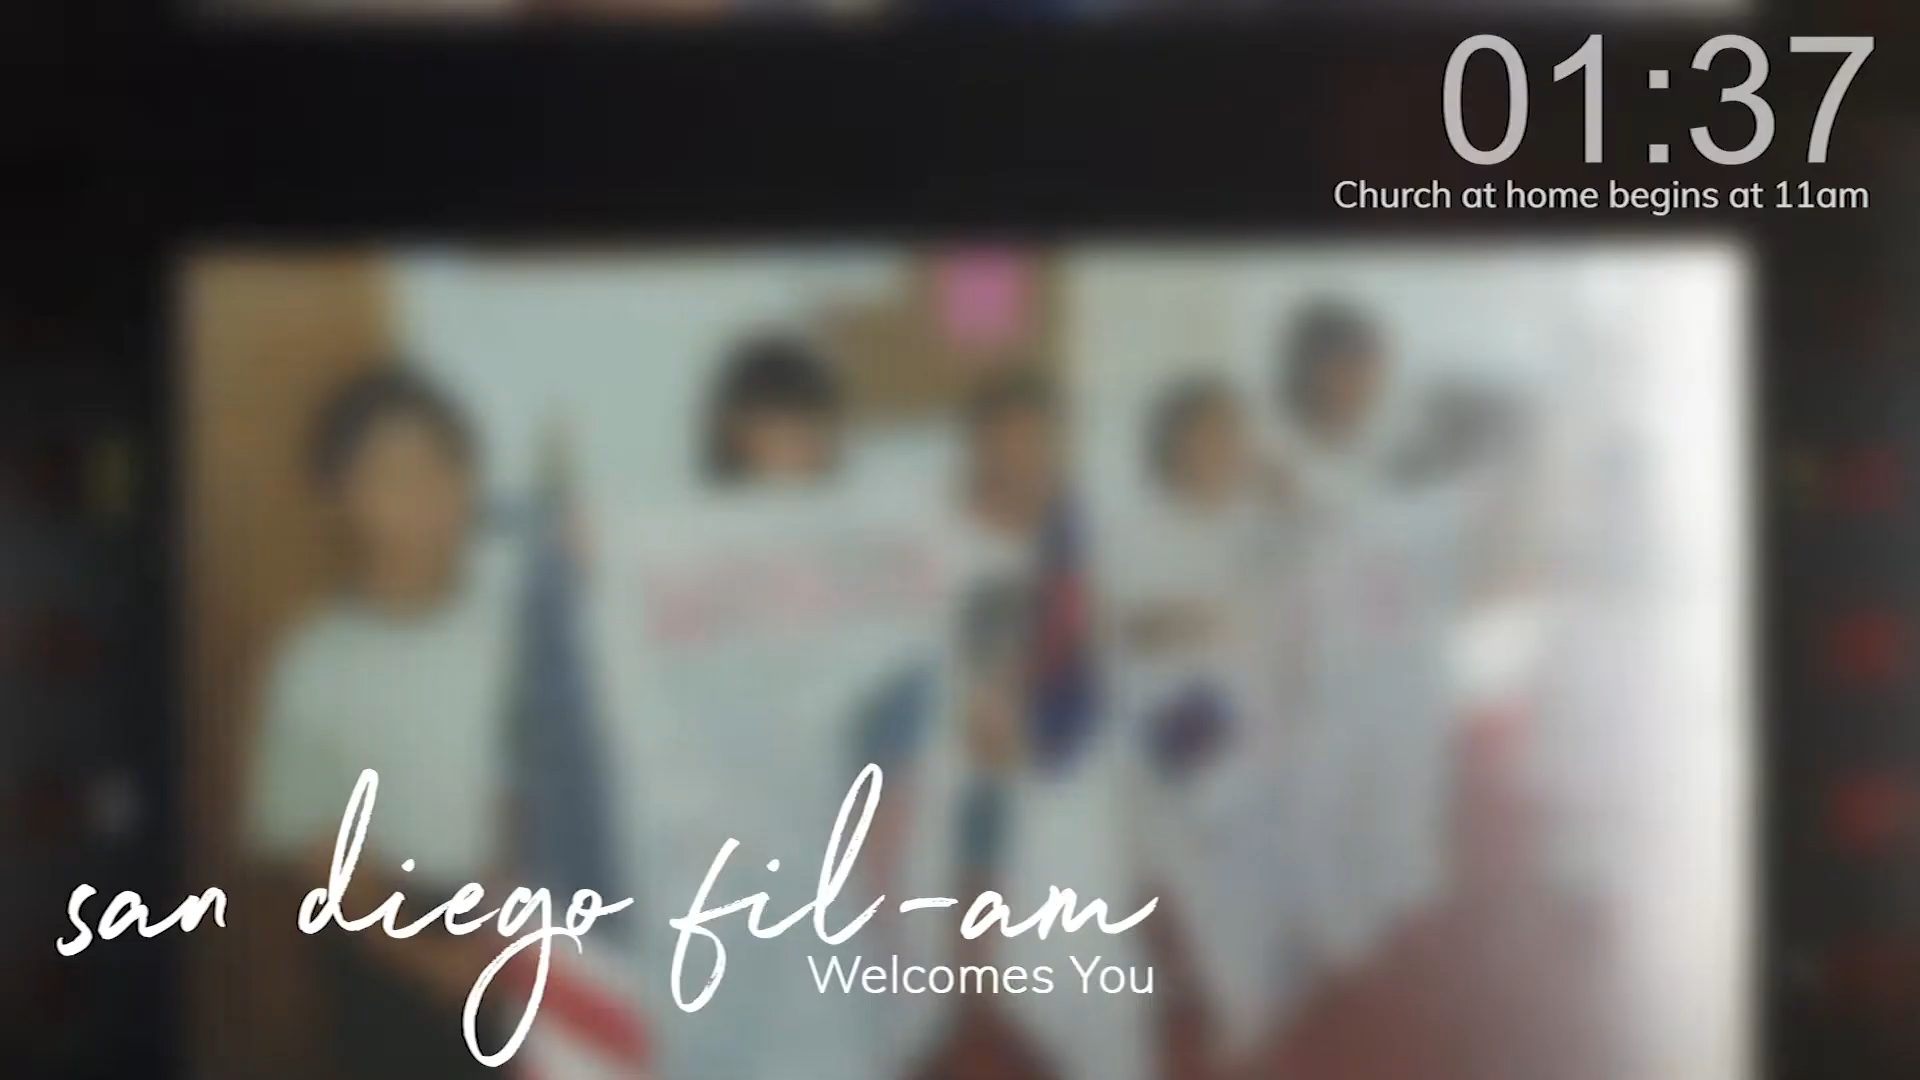 01:37
Church at home begins at 11am
san diego fil-am
Welcomes You